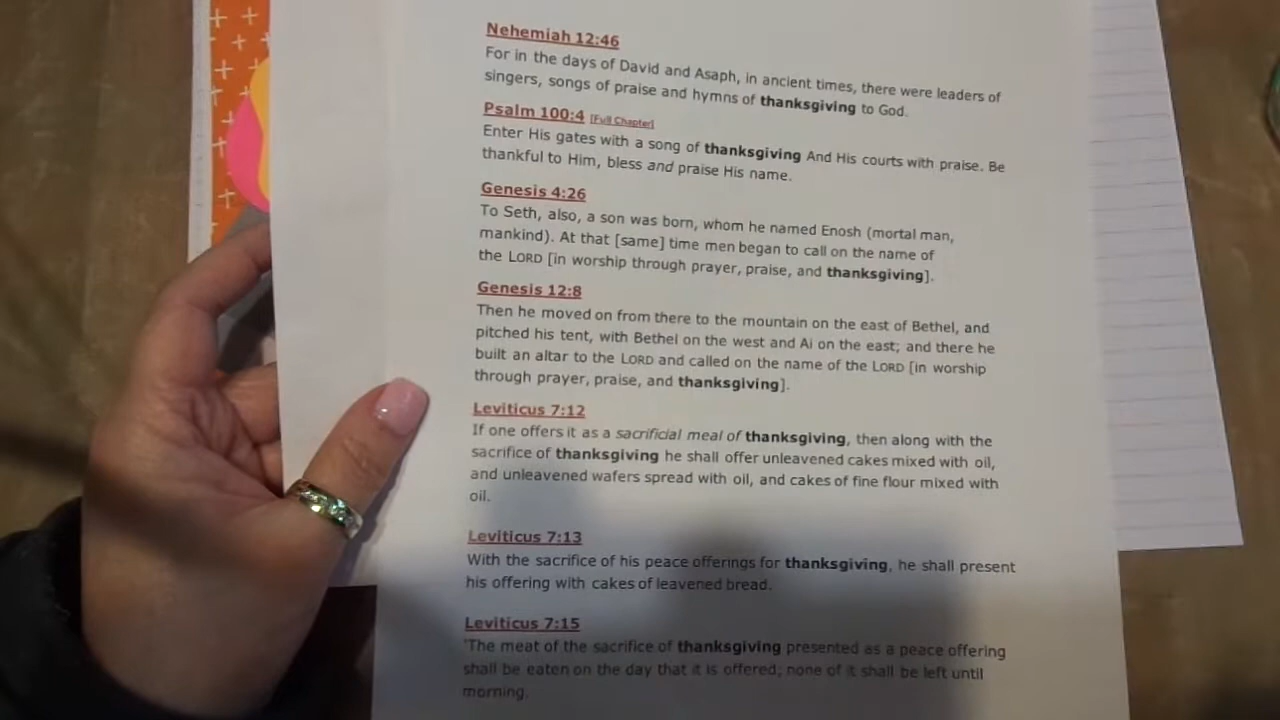 Nehemiah 12:46
For in the days of David and Asaph, in ancient times, there were leaders of
singers, songs of praise and hymns of thanksgiving to God.
Psalm 100:4 [Full Chapter]
Enter His gates with a song of thanksgiving And His courts with praise. Be
thankful to Him, bless and praise His name.
Genesis 4:26
To Seth, also, a son was born, whom he named Enosh (mortal man,
mankind). At that [same] time men began to call on the name of
the LORD [in worship through prayer, praise, and thanksgiving].
Genesis 12:8
Then he moved on from there to the mountain on the east of Bethel, and
pitched his tent, with Bethel on the west and Ai on the east; and there he
built an altar to the LORD and called on the name of the LORD [in worship
through prayer, praise, and thanksgiving].
Leviticus 7:12
If one offers it as a sacrificial meal of thanksgiving, then along with the
sacrifice of thanksgiving he shall offer unleavened cakes mixed with oil,
and unleavened wafers spread with oil, and cakes of fine flour mixed with
oil.
Leviticus 7:13
With the sacrifice of his peace offerings for thanksgiving, he shall present
his offering with cakes of leavened bread.
Leviticus 7:15
'The meat of the sacrifice of thanksgiving presented as a peace offering
shall be eaten on the day that it is offered; none of it shall be left until
morning.